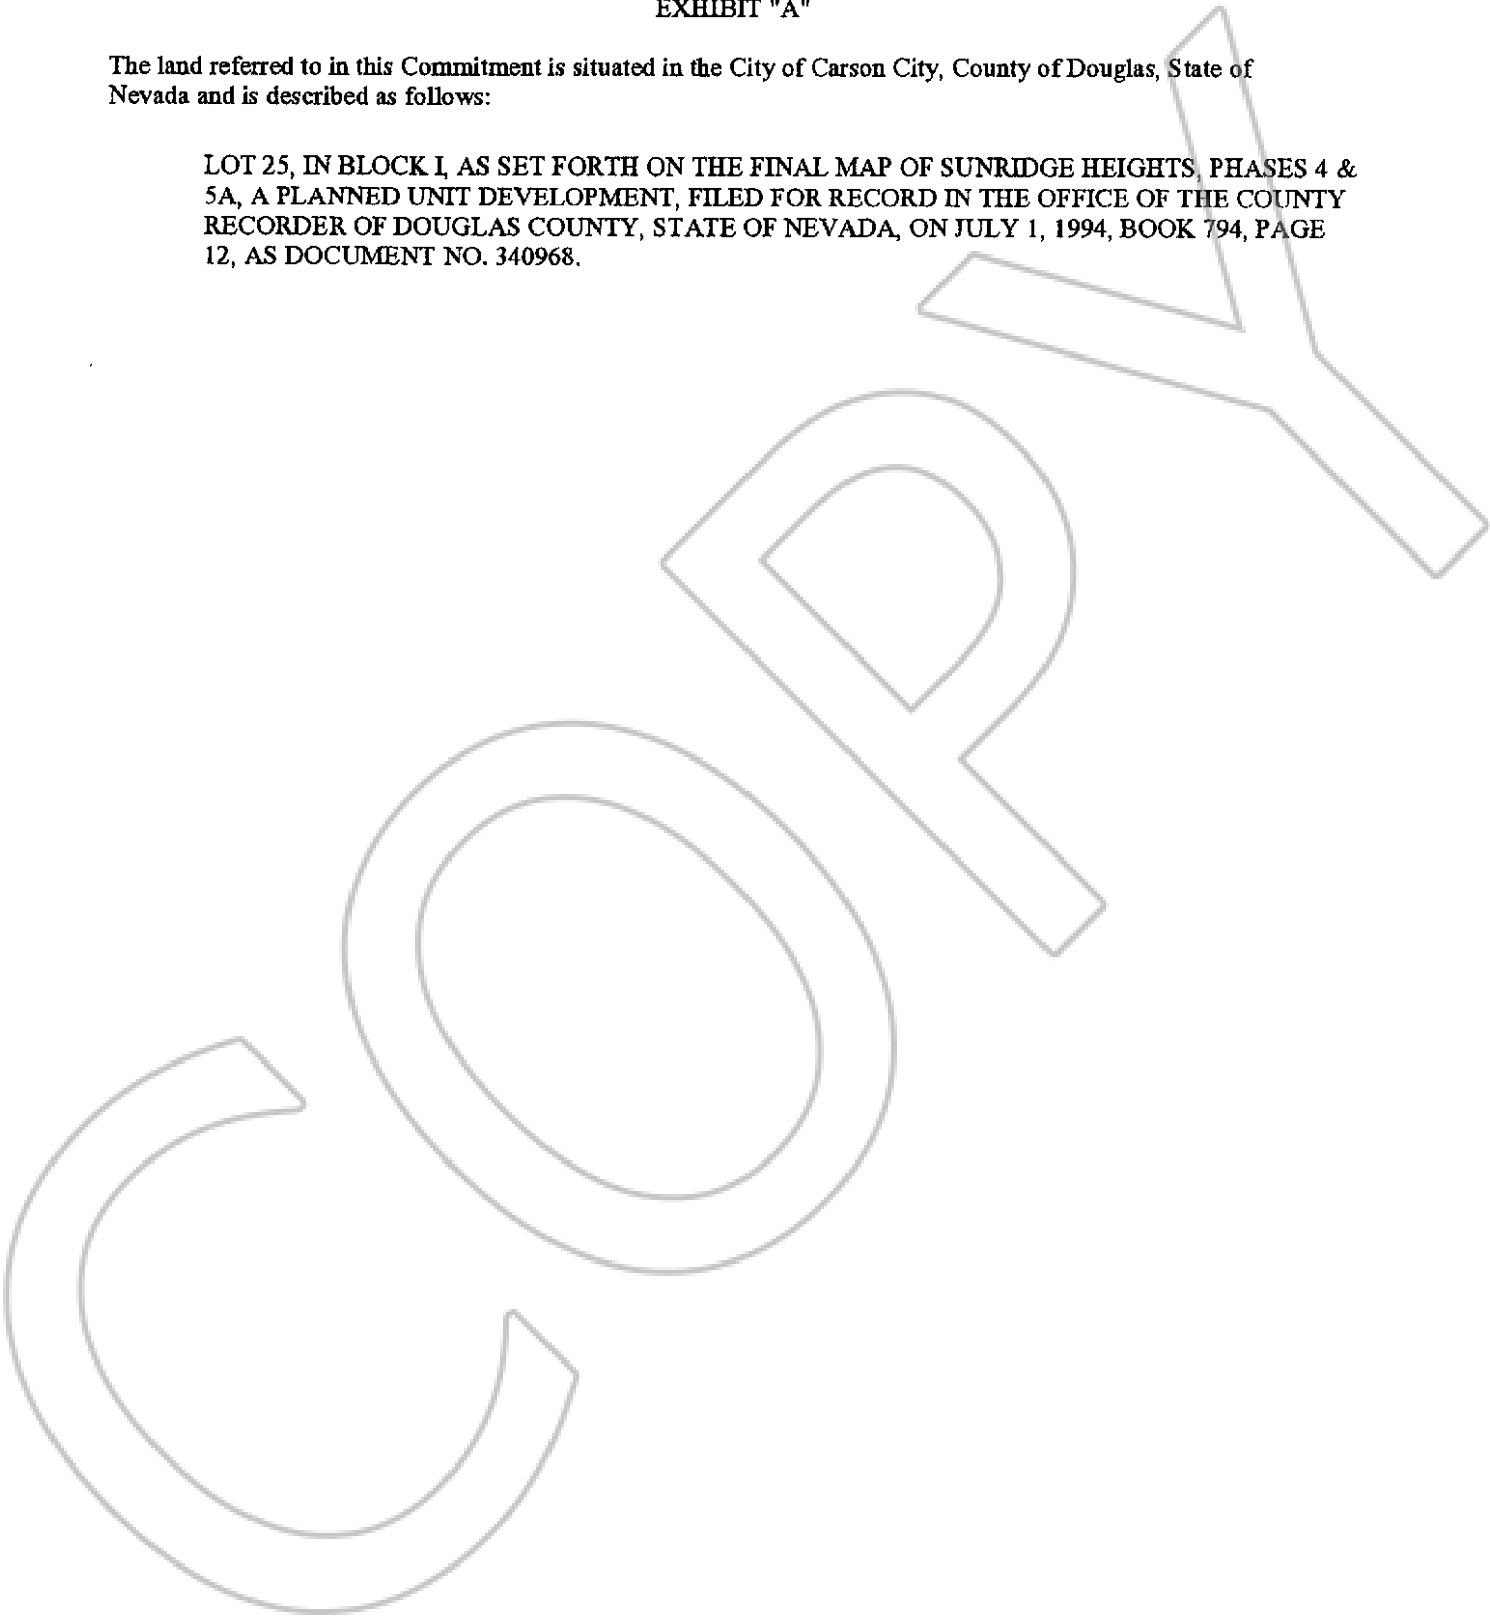 EXHIBIT "A"
The land referred to in this Commitment is situated in the City of Carson City, County of Douglas, State of
Nevada and is described as follows:
LOT 25, IN BLOCK I, AS SET FORTH ON THE FINAL MAP OF SUNRIDGE HEIGHTS, PHASES 4 &
5A, A PLANNED UNIT DEVELOPMENT, FILED FOR RECORD IN THE OFFICE OF THE COUNTY
RECORDER OF DOUGLAS COUNTY, STATE OF NEVADA, ON JULY 1, 1994, BOOK 794, PAGE
12, AS DOCUMENT NO. 340968.
COPY